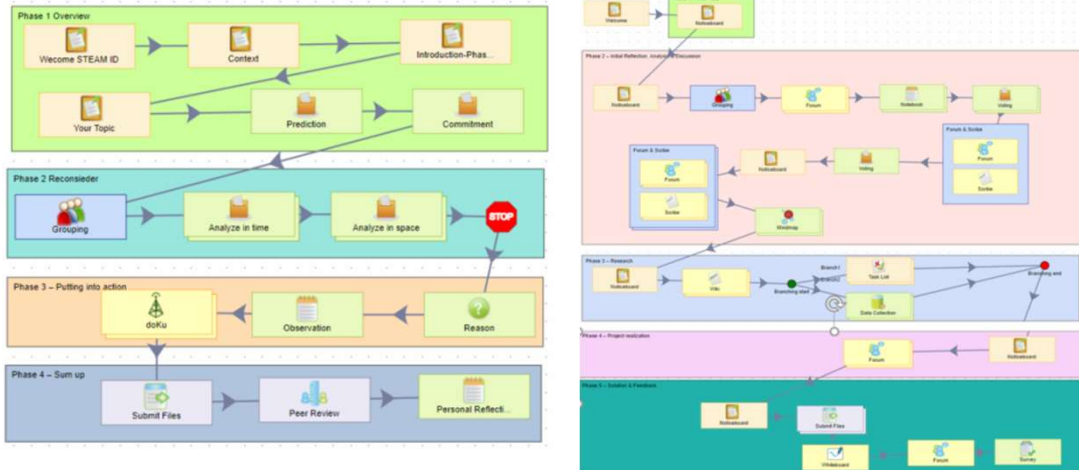 Phase 1 Overview
Wecome STEAM ID
Context
Introduction-Phas...
Your Topic
Prediction
Commitment
Phase 2 Reconsieder
Grouping
Analyze in time
Analyze in space
STOP
Phase 3 – Putting into action
doKu
Observation
Reason
Phase 4 – Sum up
Submit Files
Peer Review
Personal Reflecti...
Welcome
Noticeboard
Phase 2 – Initial Reflection, Analysis & Discussion
Noticeboard
Grouping
Forum
Notebook
Voting
Forum & Scribe
Forum
Scribe
Forum & Scribe
Forum
Scribe
Noticeboard
Voting
Mindmap
Phase 3 – Research
Noticeboard
Wiki
Branching start
Branch1
Task List
Data Collection
Branching end
Phase 4 – Project realization
Forum
Noticeboard
Phase 5 – Solution & Feedback
Noticeboard
Submit Files
Whiteboard
Forum
Survey